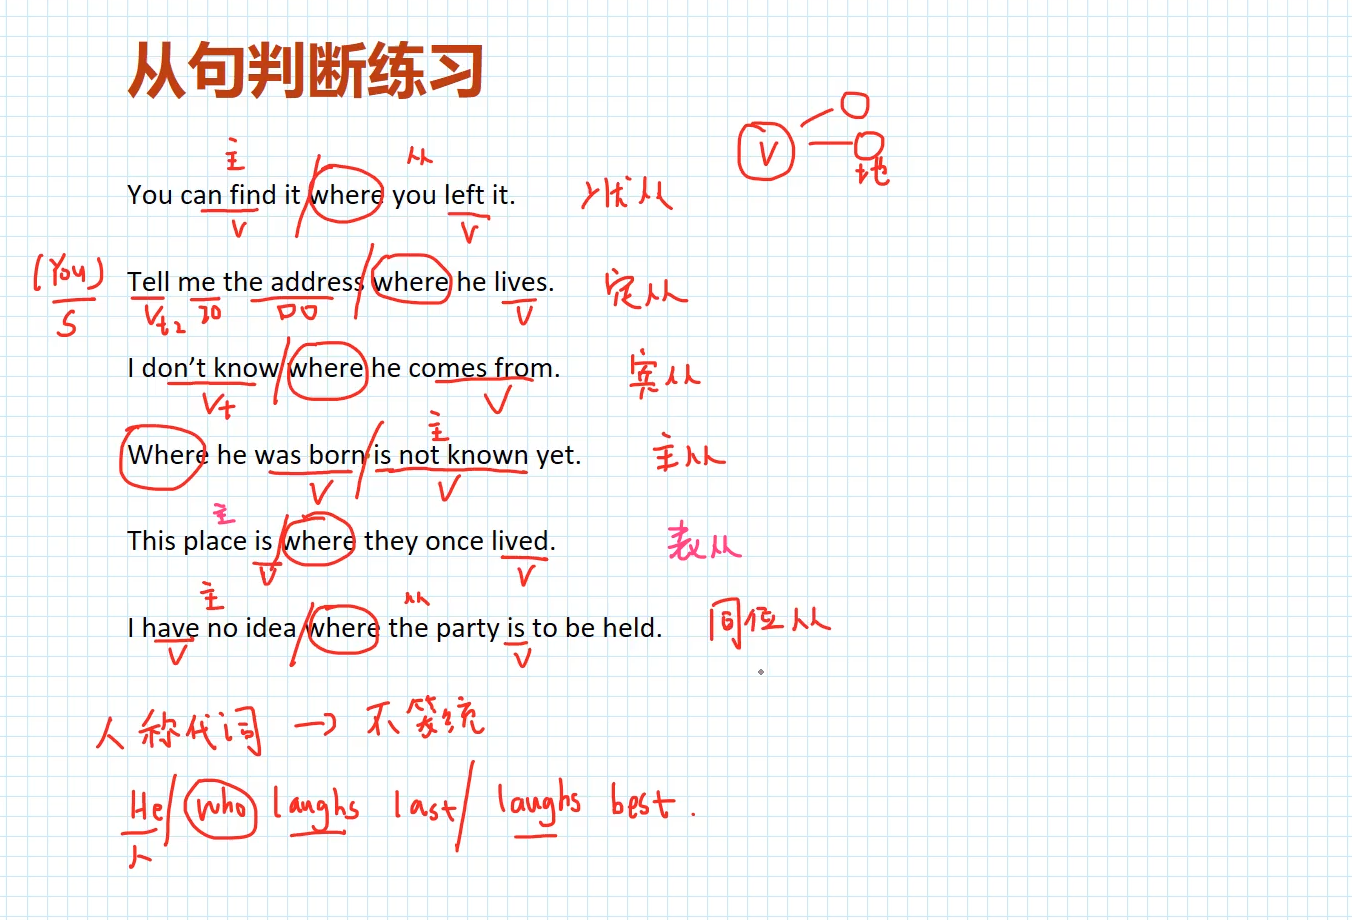 从句判断练习
V 地
主 从
You can find it where you left it. 状从
V V
(You) Tell me the address where he lives. 定从
S Vt2 IO DO V
I don't know where he comes from. 宾从
Vt V
主
Where he was born is not known yet. 主从
V V
主
This place is where they once lived. 表从
V V
主 从
I have no idea where the party is to be held. 同位从
V V
人称代词 → 不笼统
He who laughs last laughs best.
人